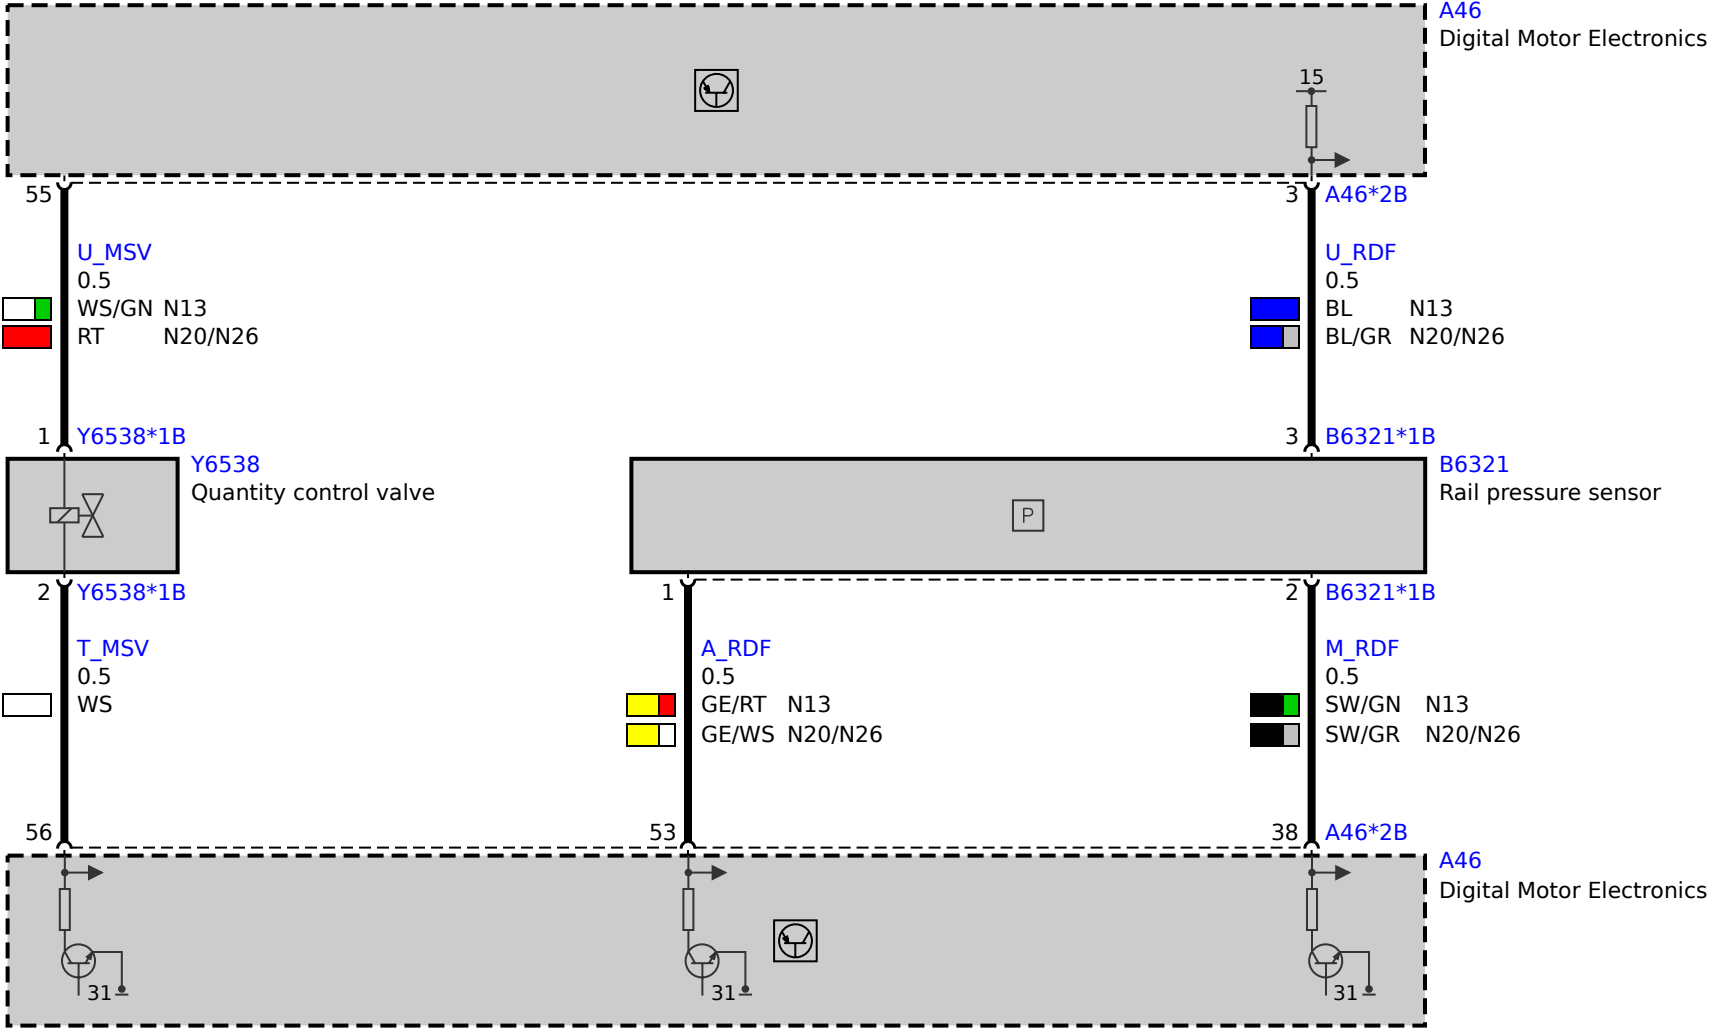 A46
Digital Motor Electronics
15
55
3 A46*2B
U_MSV
0.5
WS/GN N13
RT N20/N26
U_RDF
0.5
BL N13
BL/GR N20/N26
1 Y6538*1B
3 B6321*1B
Y6538
Quantity control valve
B6321
Rail pressure sensor
P
2 Y6538*1B
1
2 B6321*1B
T_MSV
0.5
WS
A_RDF
0.5
GE/RT N13
GE/WS N20/N26
M_RDF
0.5
SW/GN N13
SW/GR N20/N26
56
53
38 A46*2B
A46
Digital Motor Electronics
31
31
31